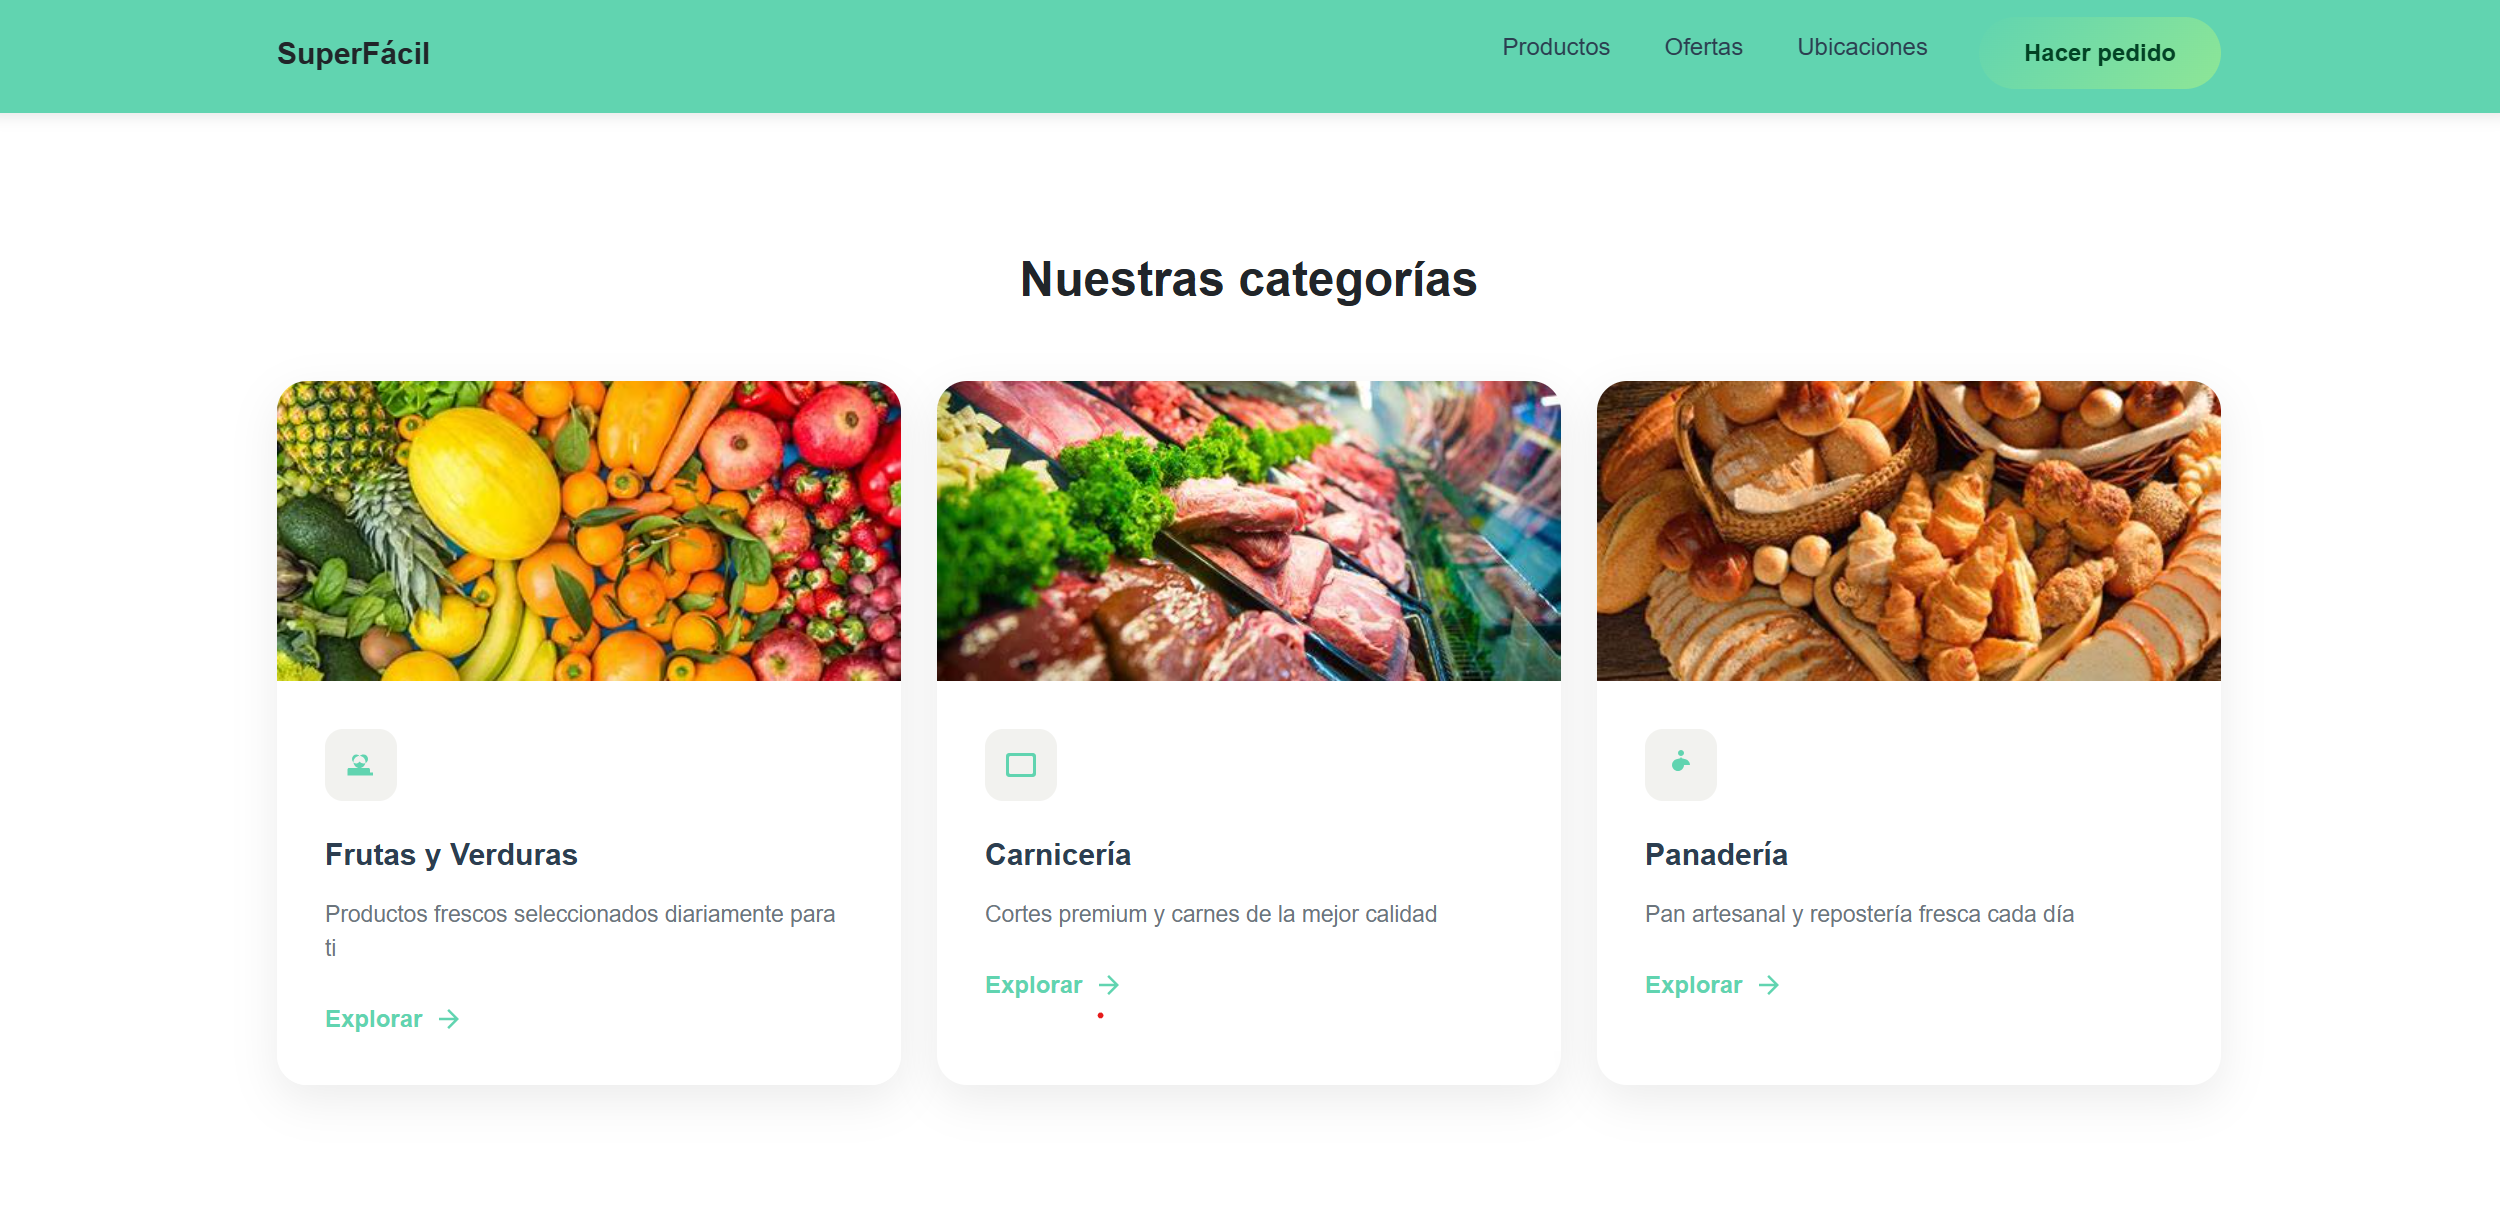 SuperFácil
Productos
Ofertas
Ubicaciones
Hacer pedido
Nuestras categorías
Frutas y Verduras
Productos frescos seleccionados diariamente para
ti
Explorar
Carnicería
Cortes premium y carnes de la mejor calidad
Explorar
Panadería
Pan artesanal y repostería fresca cada día
Explorar